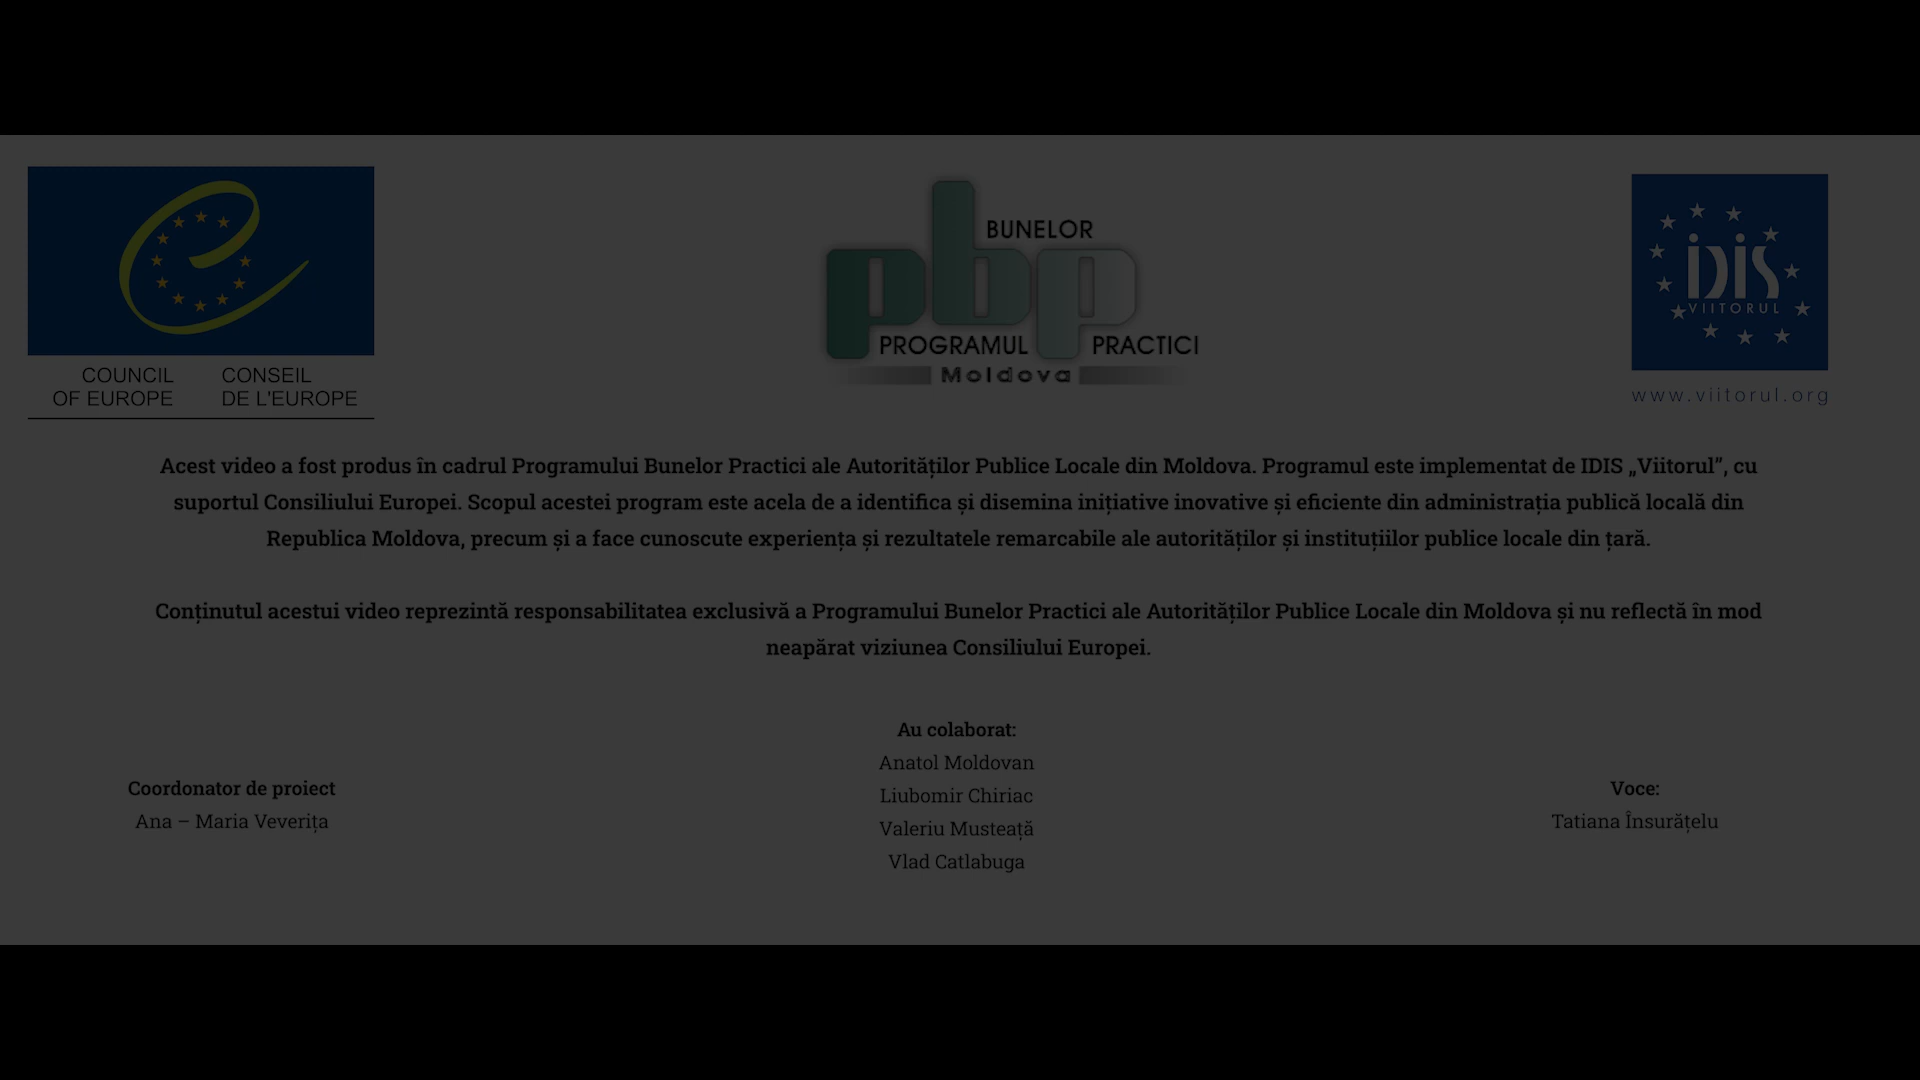 COUNCIL OF EUROPE
CONSEIL DE L'EUROPE
BUNELOR
pbp
PROGRAMUL PRACTICI
Moldova
iDiS
VIITORUL
www.viitorul.org
Acest video a fost produs în cadrul Programului Bunelor Practici ale Autorităților Publice Locale din Moldova. Programul este implementat de IDIS „Viitorul”, cu
suportul Consiliului Europei. Scopul acestei program este acela de a identifica și disemina inițiative inovative și eficiente din administrația publică locală din
Republica Moldova, precum și a face cunoscute experiența și rezultatele remarcabile ale autorităților și instituțiilor publice locale din țară.
Conținutul acestui video reprezintă responsabilitatea exclusivă a Programului Bunelor Practici ale Autorităților Publice Locale din Moldova și nu reflectă în mod
neapărat viziunea Consiliului Europei.
Coordonator de proiect
Ana – Maria Veverița
Au colaborat:
Anatol Moldovan
Liubomir Chiriac
Valeriu Musteață
Vlad Catlabuga
Voce:
Tatiana Însurățelu